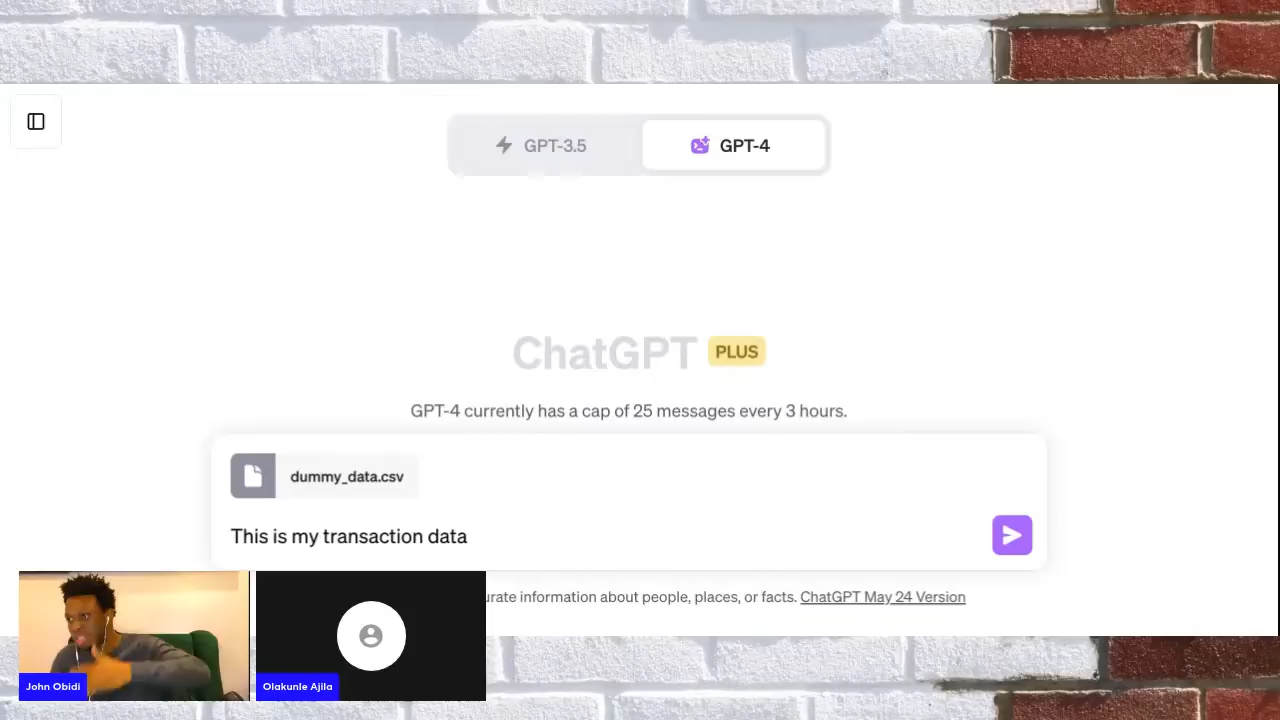 GPT-3.5
GPT-4
ChatGPT PLUS
GPT-4 currently has a cap of 25 messages every 3 hours.
dummy_data.csv
This is my transaction data
information about people, places, or facts. ChatGPT May 24 Version
John Obidi
Olakunle Ajila